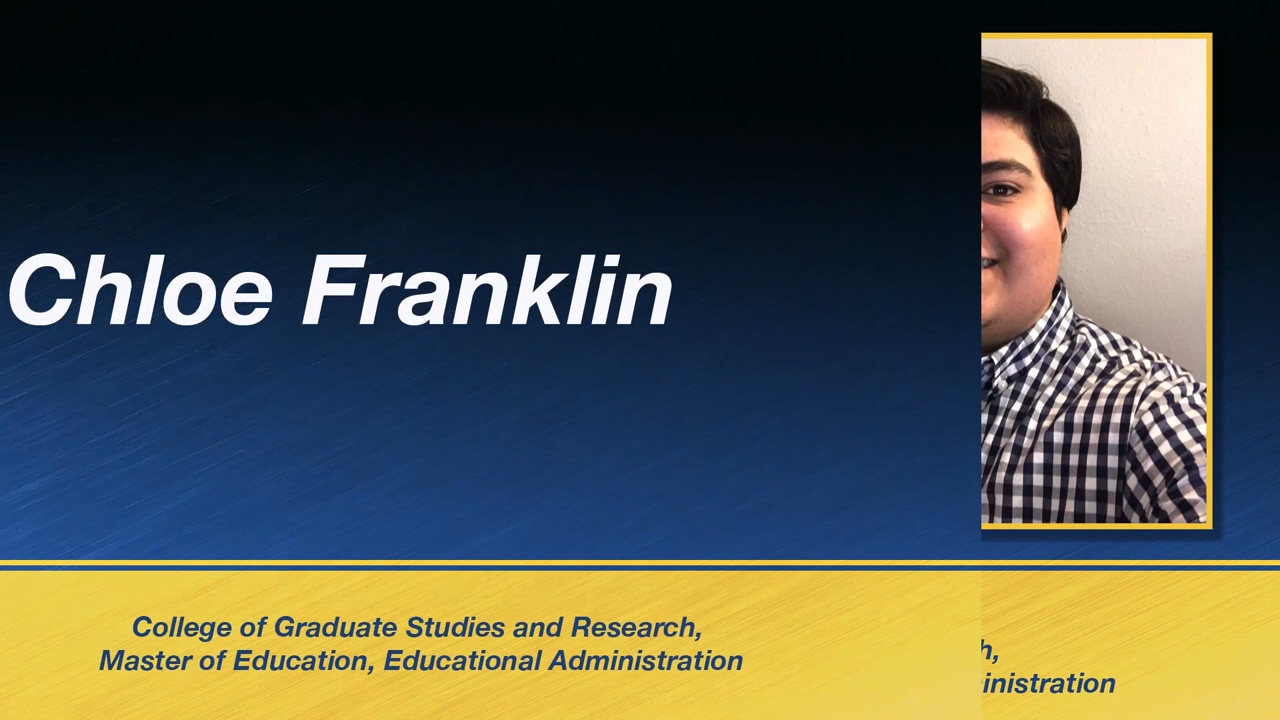 Chloe Franklin
College of Graduate Studies and Research,
Master of Education, Educational Administration
h,
inistration